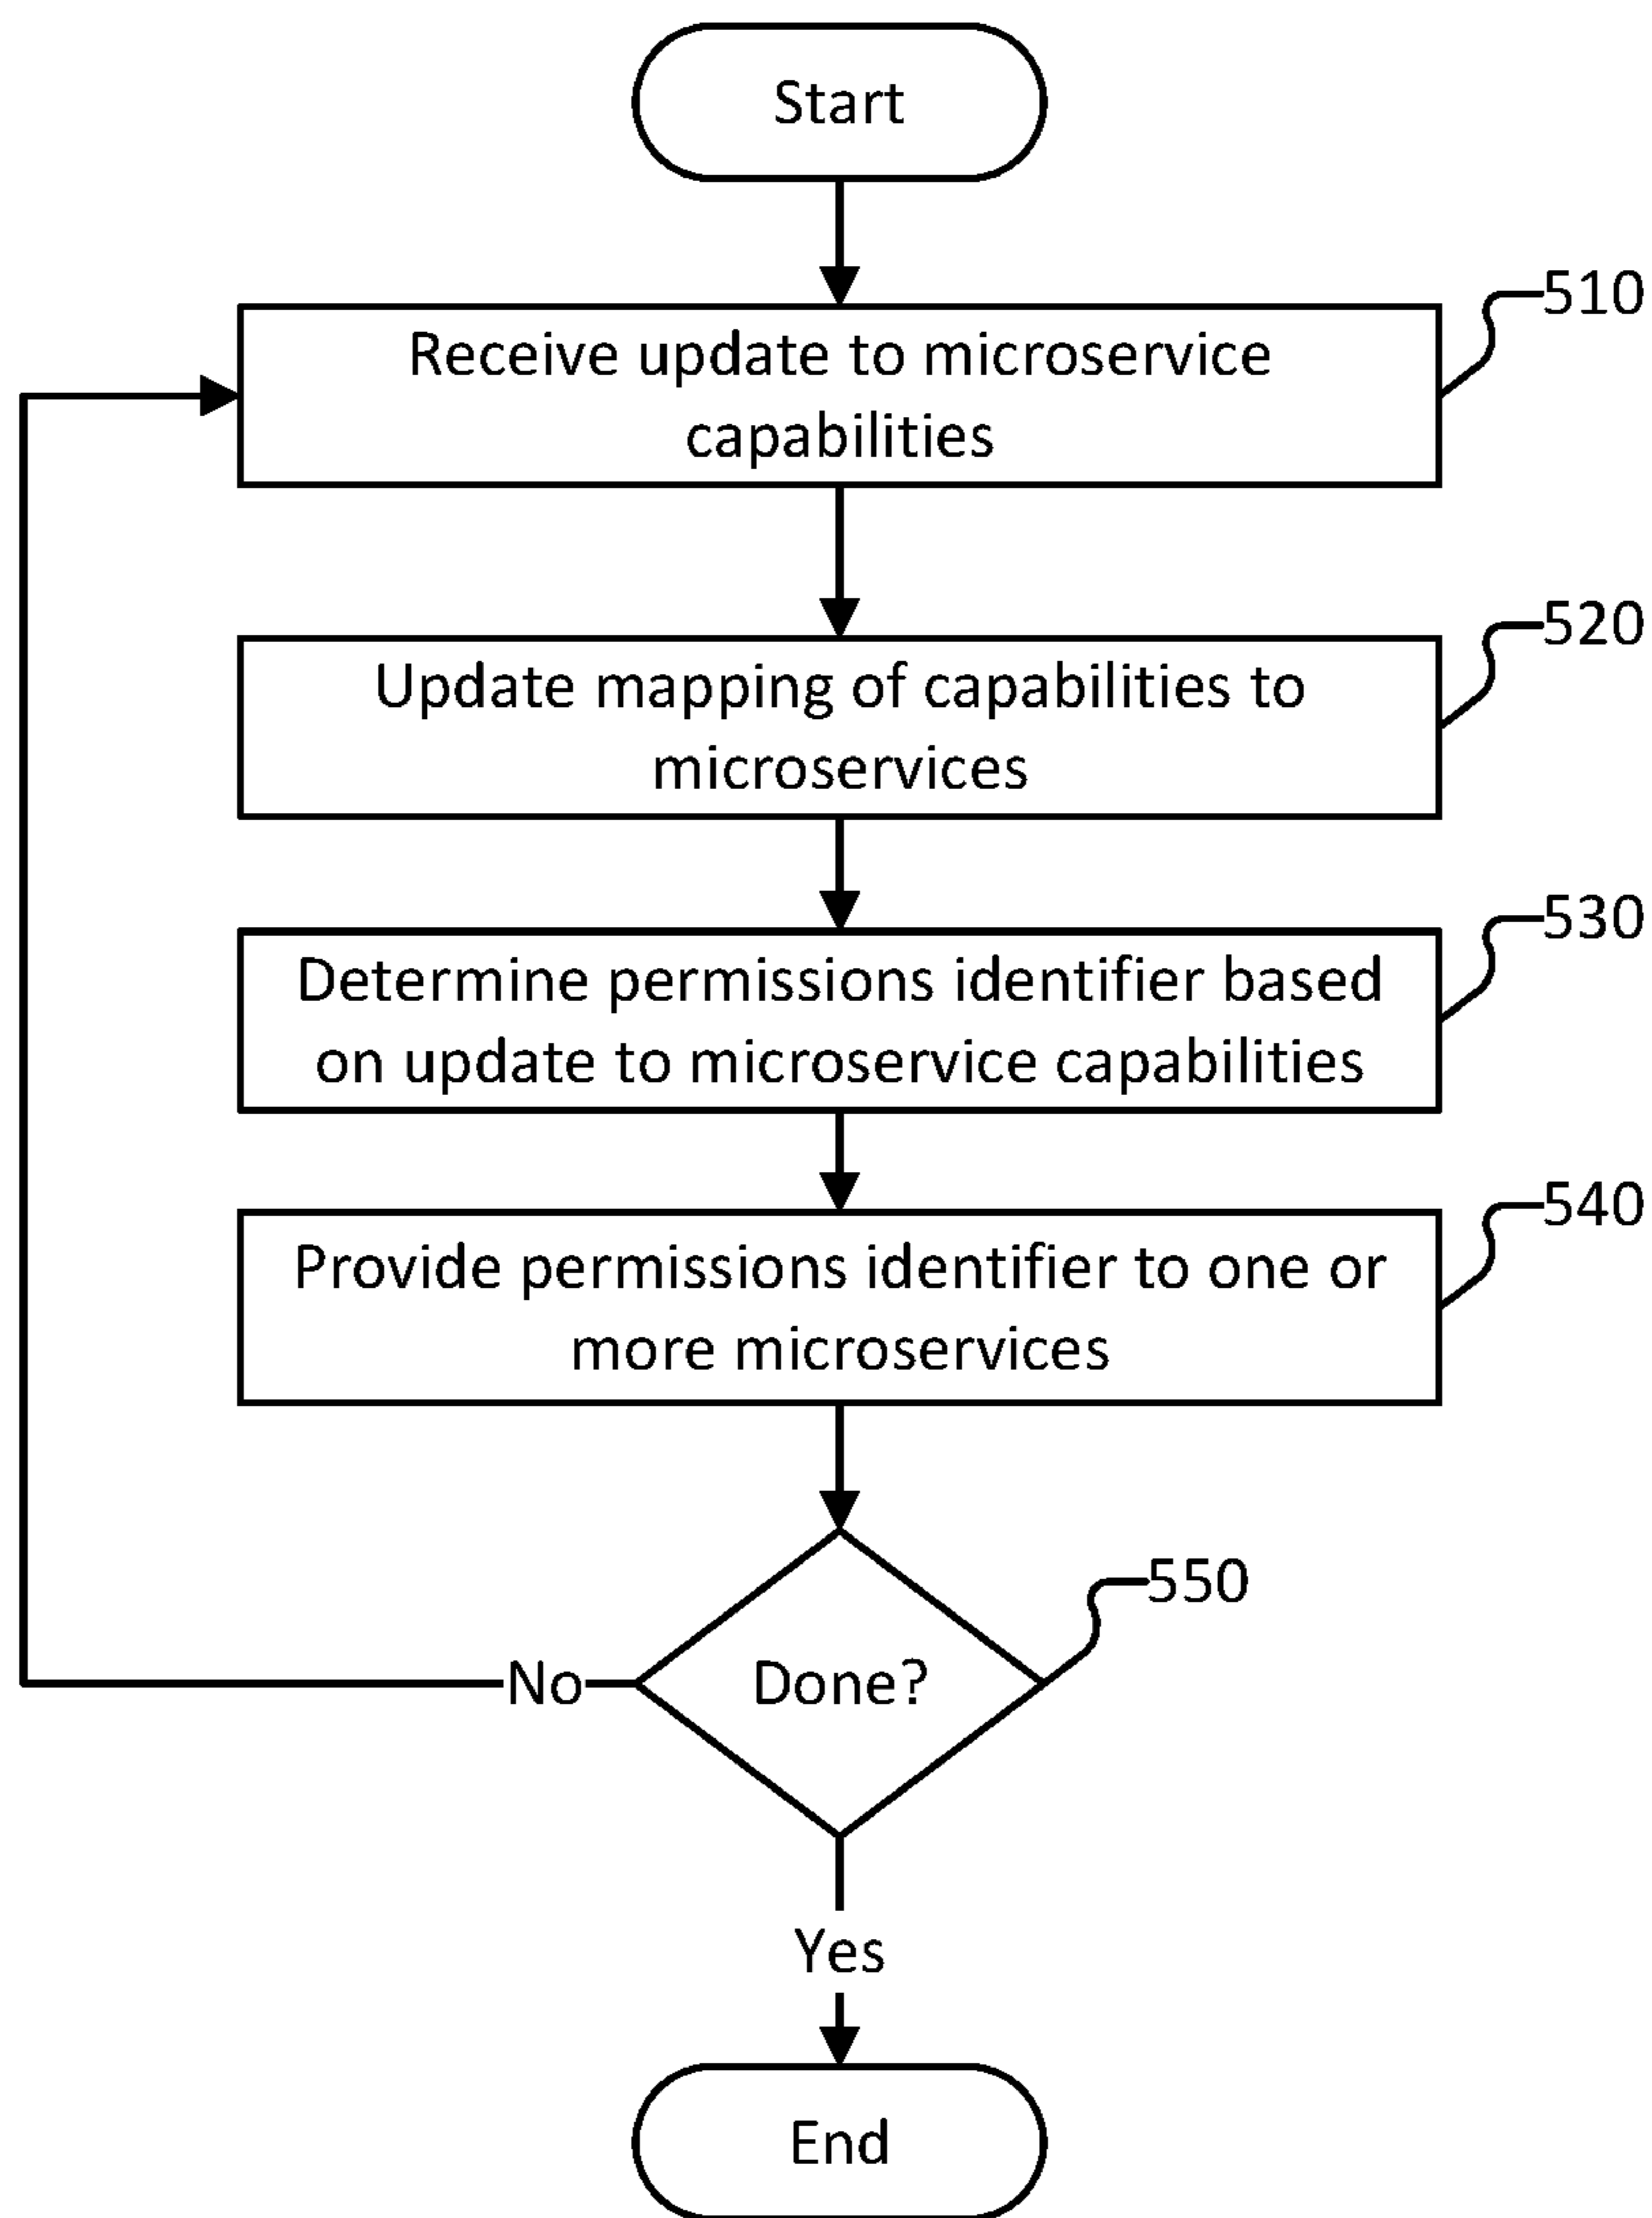 Start
510
Receive update to microservice
capabilities
520
Update mapping of capabilities to
microservices
530
Determine permissions identifier based
on update to microservice capabilities
540
Provide permissions identifier to one or
more microservices
550
Done?
No
Yes
End